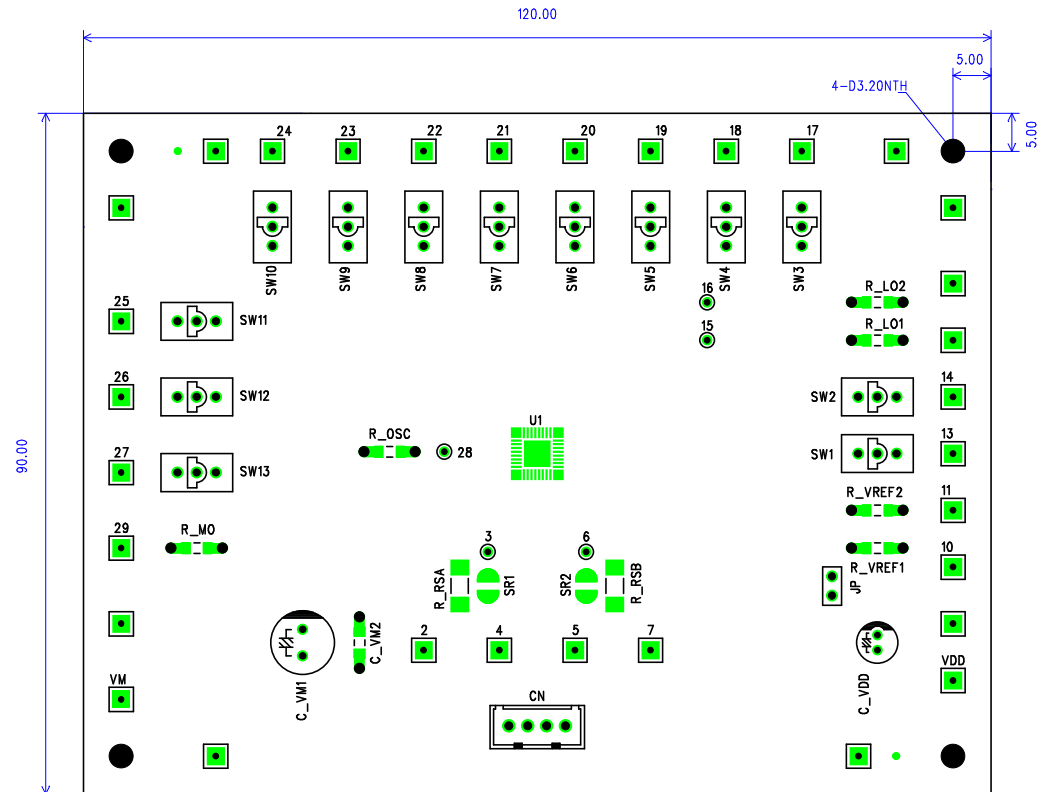 120.00
5.00
4-D3.20NTH
5.00
24 23 22 21 20 19 18 17
SW10 SW9 SW8 SW7 SW6 SW5 SW4 SW3
16
R_LO2
25
SW11
15
R_LO1
26
SW12
SW2
14
90.00
R_OSC
28
U1
27
SW13
SW1
13
R_VREF2
11
29
R_MO
3
6
10
R_VREF1
R_RSA
SR1
SR2
R_RSB
JP
2
4
5
7
C_VM2
VM
C_VM1
CN
C_VDD
VDD